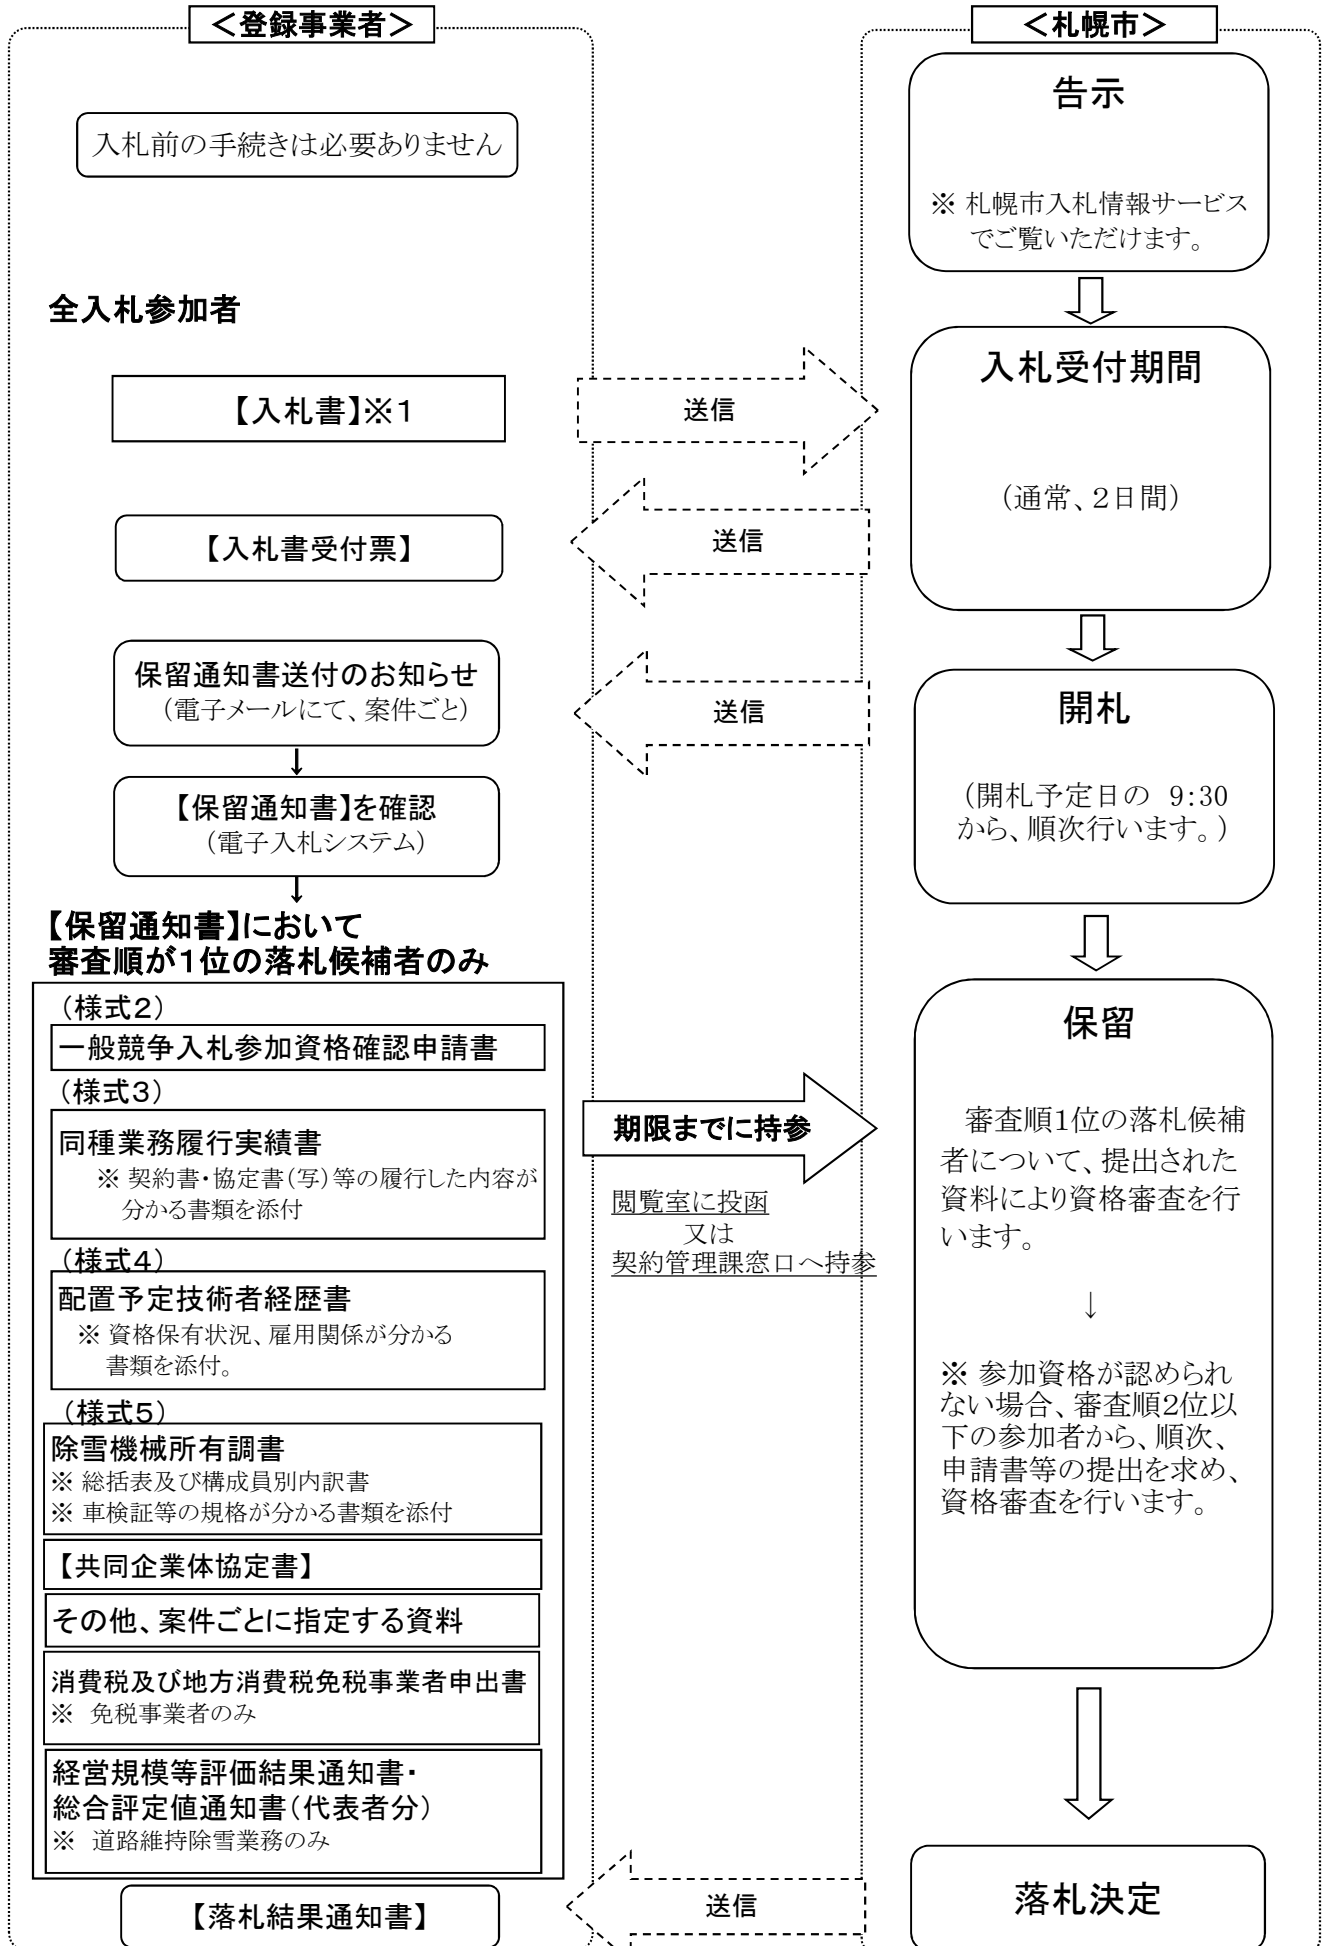 ＜登録事業者＞
入札前の手続きは必要ありません
全入札参加者
【入札書】※１
送信
【入札書受付票】
送信
保留通知書送付のお知らせ
（電子メールにて、案件ごと）
送信
↓
【保留通知書】を確認
（電子入札システム）
↓
【保留通知書】において
審査順が１位の落札候補者のみ
（様式２）
一般競争入札参加資格確認申請書
（様式３）
同種業務履行実績書
※ 契約書・協定書（写）等の履行した内容が
分かる書類を添付
（様式４）
配置予定技術者経歴書
※ 資格保有状況、雇用関係が分かる
書類を添付。
（様式５）
除雪機械所有調書
※ 総括表及び構成員別内訳書
※ 車検証等の規格が分かる書類を添付
【共同企業体協定書】
その他、案件ごとに指定する資料
消費税及び地方消費税免税事業者申出書
※ 免税事業者のみ
経営規模等評価結果通知書・
総合評定値通知書（代表者分）
※ 道路維持除雪業務のみ
期限までに持参
閲覧室に投函
又は
契約管理課窓口へ持参
【落札結果通知書】
送信
＜札幌市＞
告示
※ 札幌市入札情報サービス
でご覧いただけます。
入札受付期間
（通常、２日間）
開札
（開札予定日の 9:30
から、順次行います。）
保留
審査順1位の落札候補
者について、提出された
資料により資格審査を行
います。
↓
※ 参加資格が認められ
ない場合、審査順2位以
下の参加者から、順次、
申請書等の提出を求め、
資格審査を行います。
落札決定